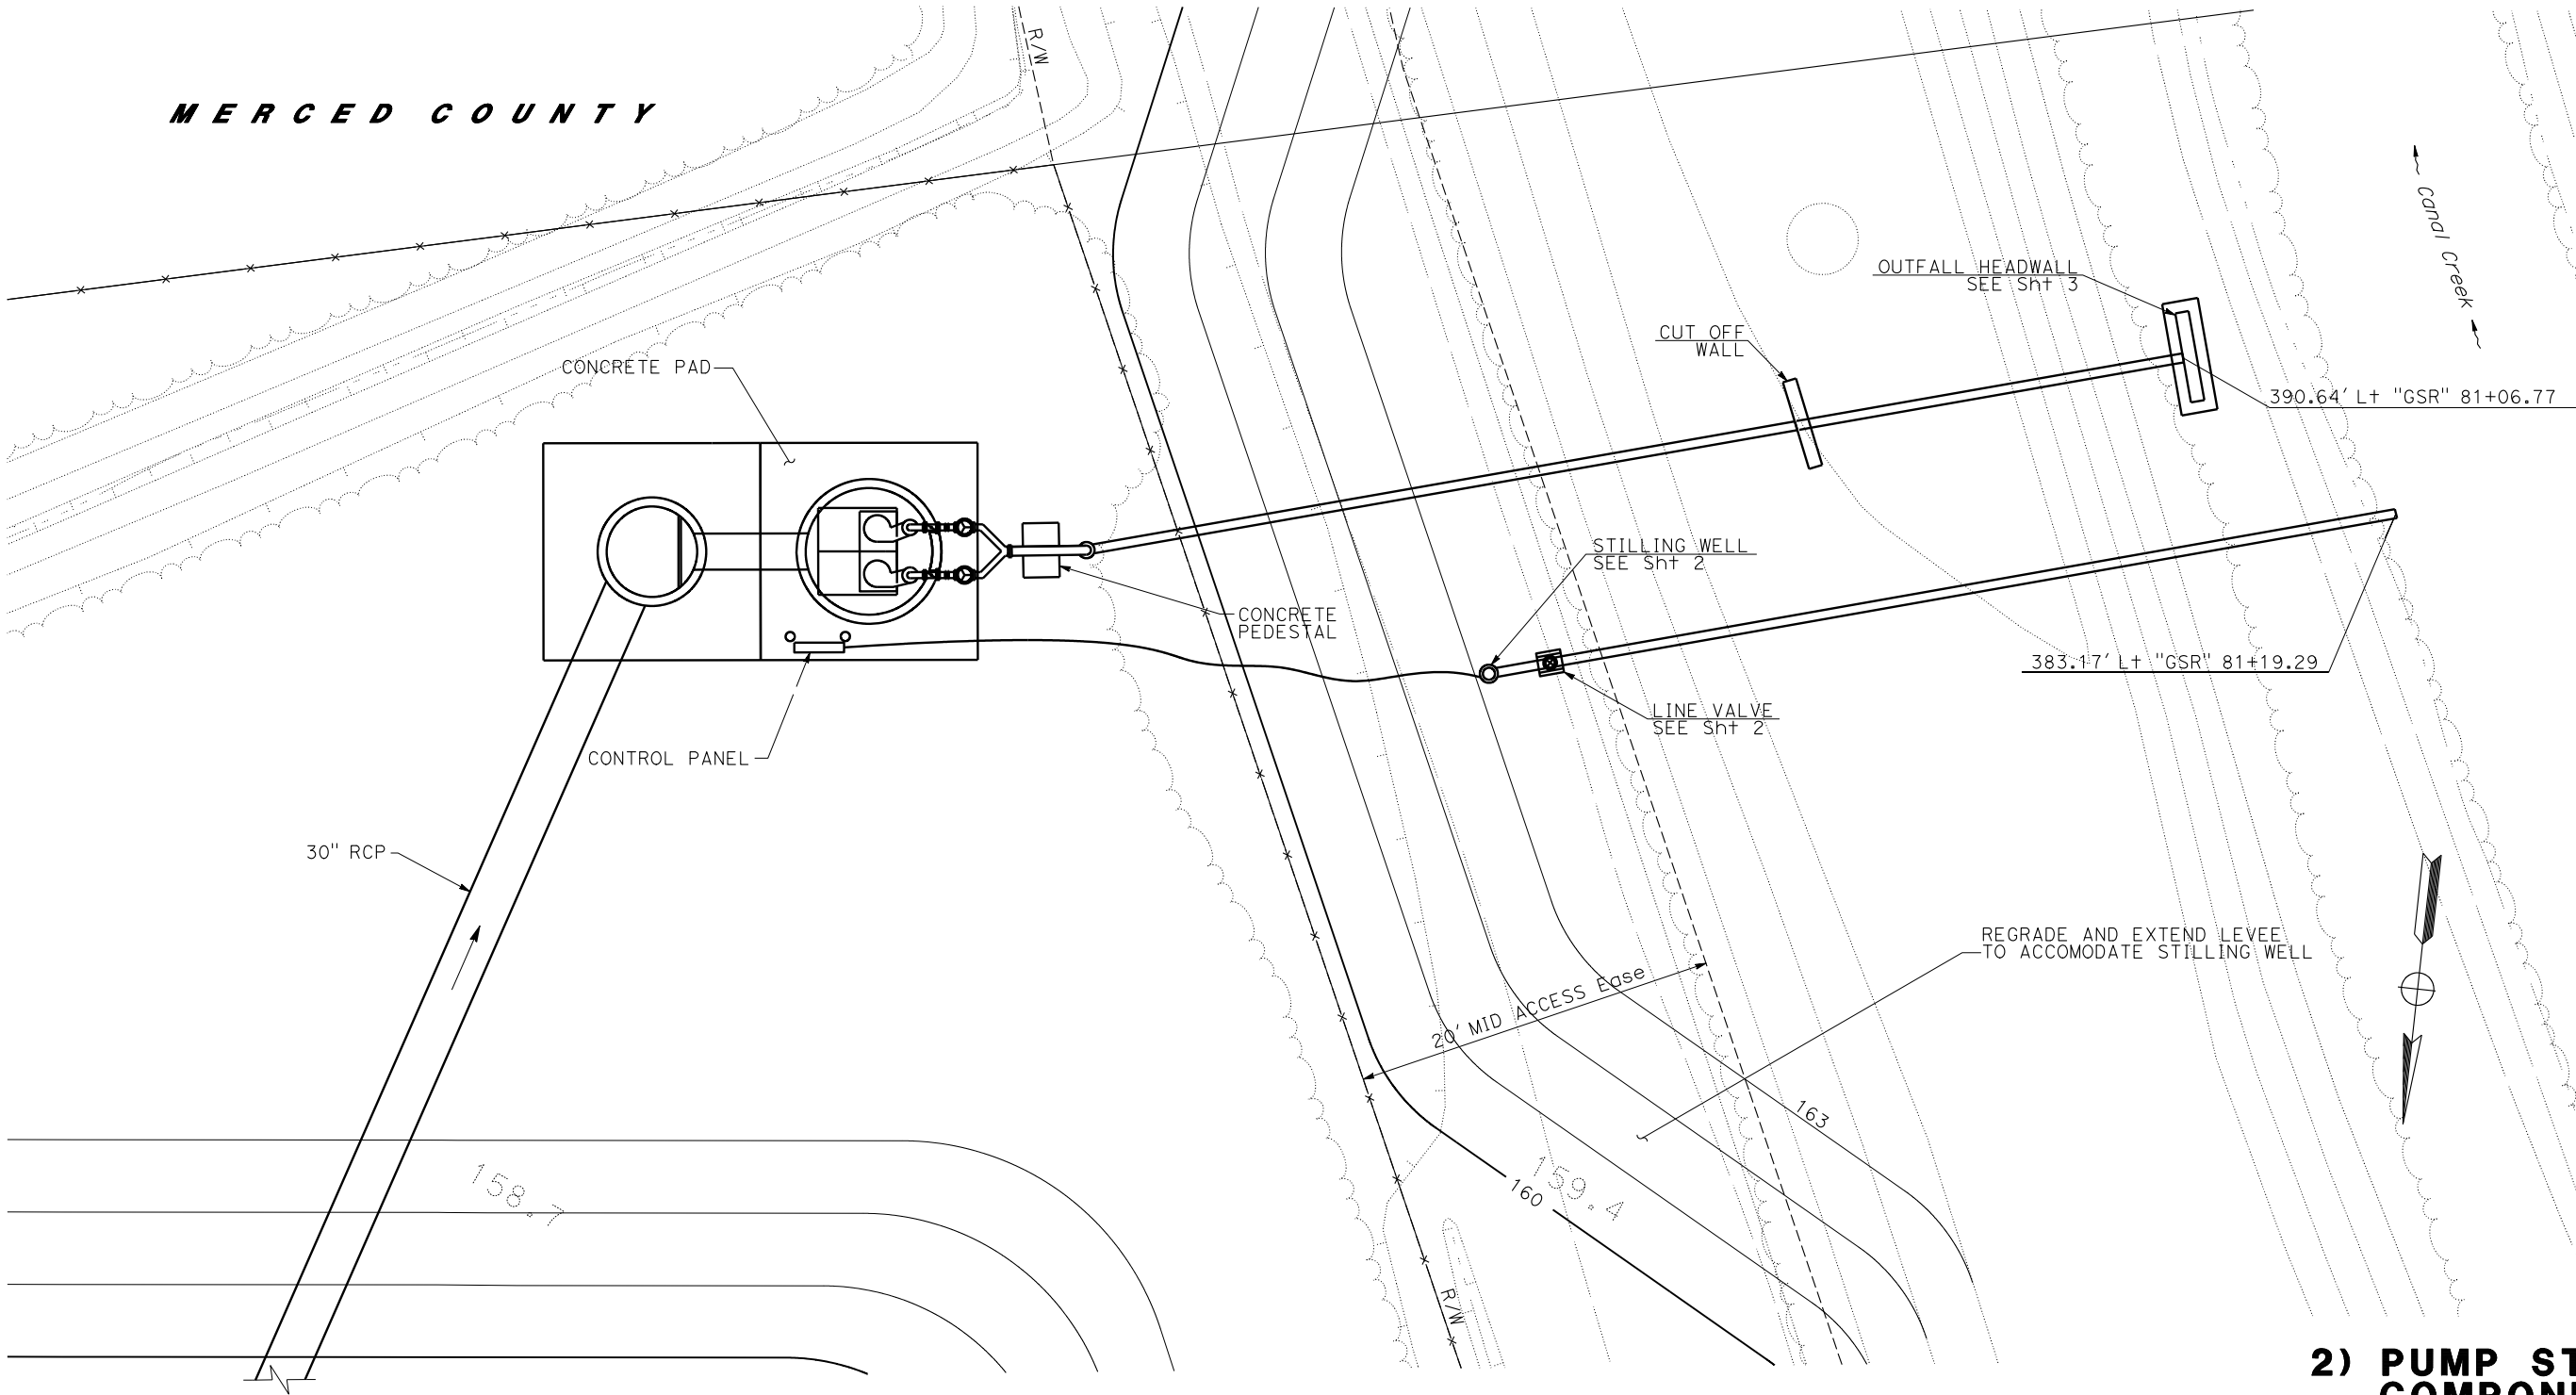 R/W
MERCED COUNTY
Canal Creek
OUTFALL HEADWALL
SEE Sht 3
CUT OFF
WALL
CONCRETE PAD
390.64' Lt "GSR" 81+06.77
STILLING WELL
SEE Sht 2
CONCRETE
PEDESTAL
383.17' Lt "GSR" 81+19.29
LINE VALVE
SEE Sht 2
CONTROL PANEL
30" RCP
REGRADE AND EXTEND LEVEE
TO ACCOMODATE STILLING WELL
20' MID ACCESS Ease
163
158.7
159.4
160
R/W
2) PUMP ST